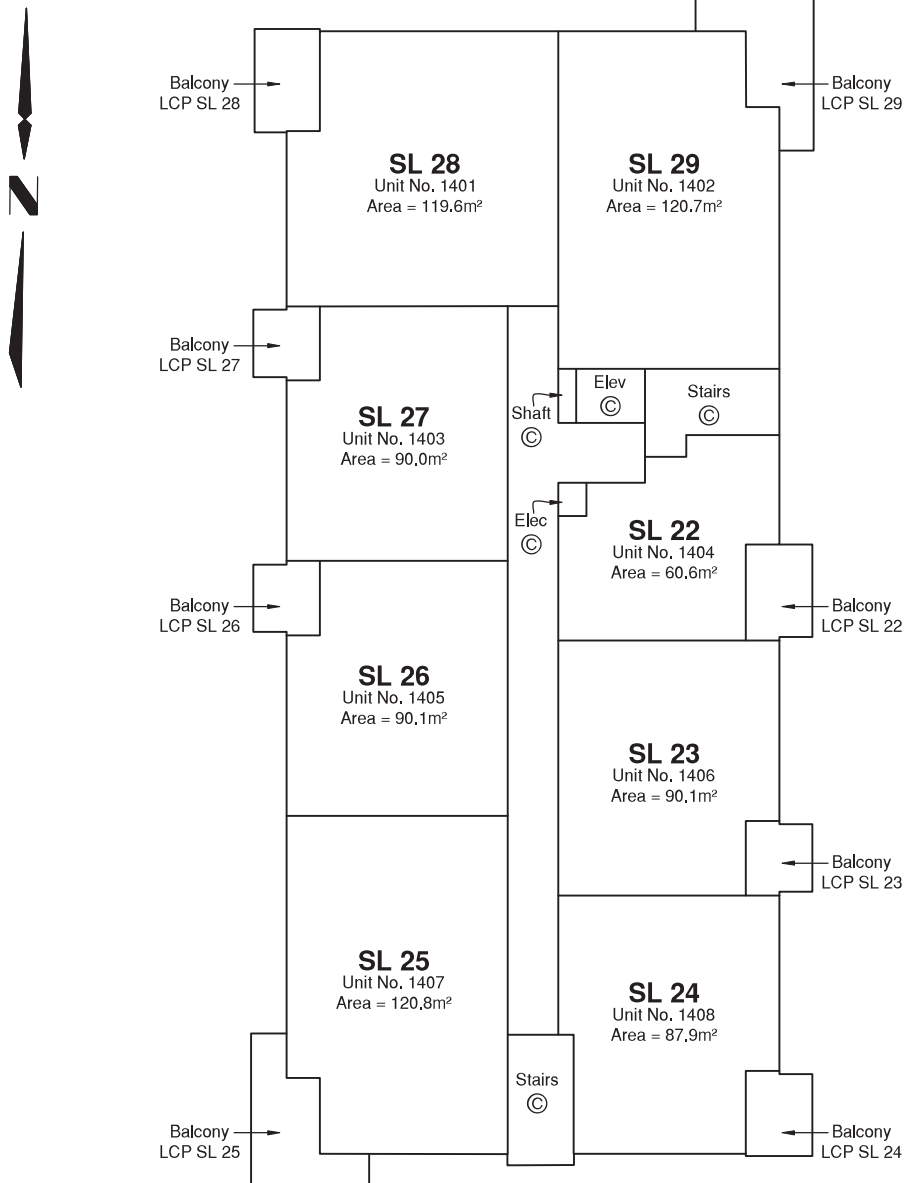 N
Balcony
LCP SL 28
SL 28
Unit No. 1401
Area = 119.6m²
SL 29
Unit No. 1402
Area = 120.7m²
Balcony
LCP SL 29
Balcony
LCP SL 27
SL 27
Unit No. 1403
Area = 90.0m²
Shaft
©
Elev
©
Stairs
©
Elec
©
SL 22
Unit No. 1404
Area = 60.6m²
Balcony
LCP SL 22
Balcony
LCP SL 26
SL 26
Unit No. 1405
Area = 90.1m²
SL 23
Unit No. 1406
Area = 90.1m²
Balcony
LCP SL 23
SL 25
Unit No. 1407
Area = 120.8m²
SL 24
Unit No. 1408
Area = 87.9m²
Stairs
©
Balcony
LCP SL 25
Balcony
LCP SL 24